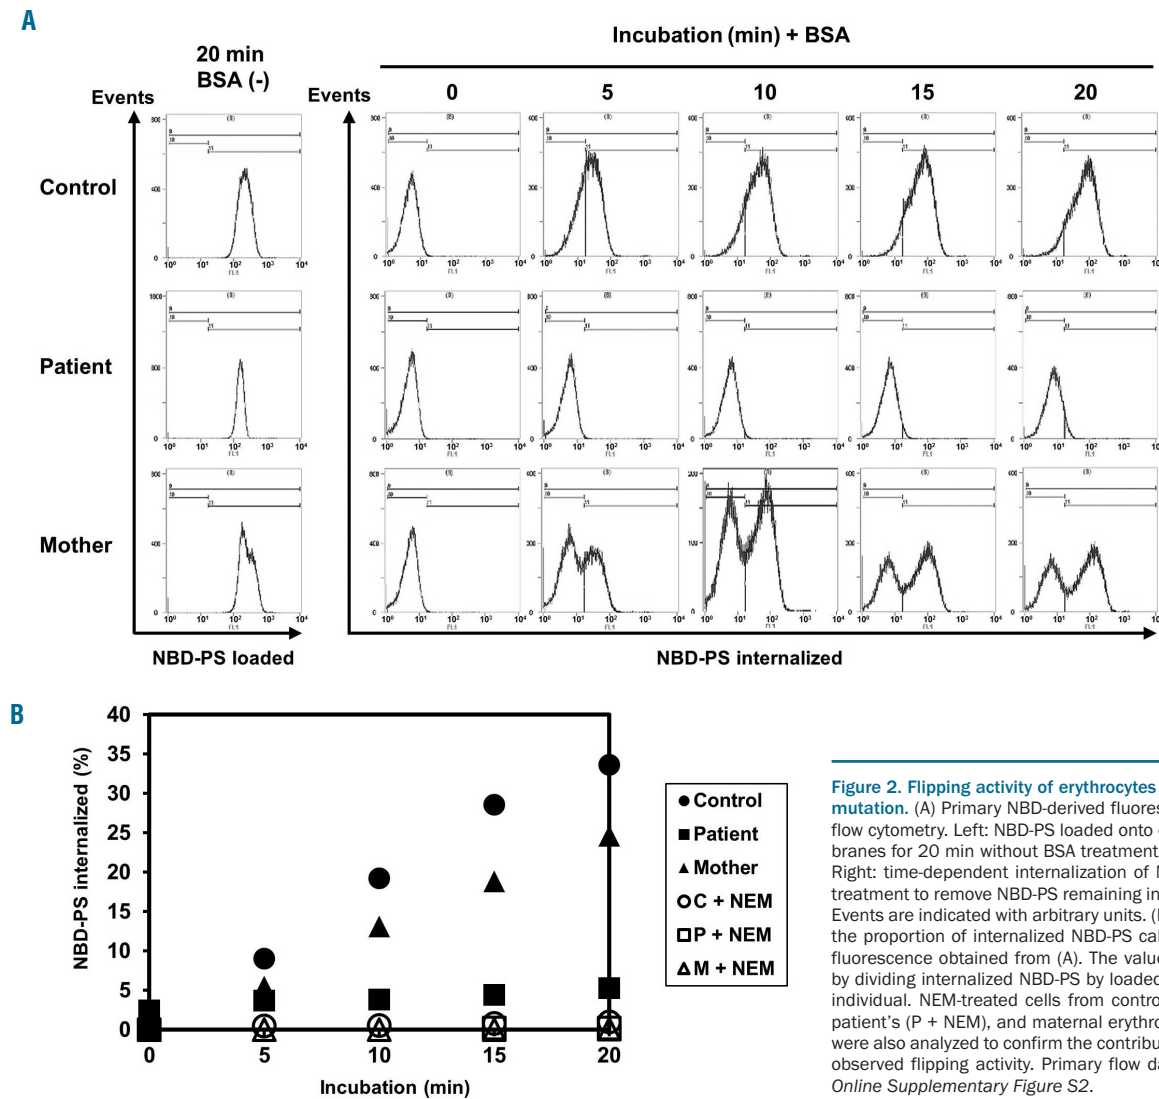 A
Incubation (min) + BSA
20 min
BSA (-)
Events
Events
0
5
10
15
20
Control
Patient
Mother
NBD-PS loaded
NBD-PS internalized
B
NBD-PS internalized (%)
40
35
30
25
20
15
10
5
0
0
5
10
15
20
Incubation (min)
Control
Patient
Mother
C + NEM
P + NEM
M + NEM
Figure 2. Flipping activity of erythrocytes
mutation. (A) Primary NBD-derived fluores
flow cytometry. Left: NBD-PS loaded onto
branes for 20 min without BSA treatment
Right: time-dependent internalization of
treatment to remove NBD-PS remaining in
Events are indicated with arbitrary units.
the proportion of internalized NBD-PS cal
fluorescence obtained from (A). The value
by dividing internalized NBD-PS by loaded
individual. NEM-treated cells from control
patient's (P + NEM), and maternal erythro
were also analyzed to confirm the contribu
observed flipping activity. Primary flow da
Online Supplementary Figure S2.